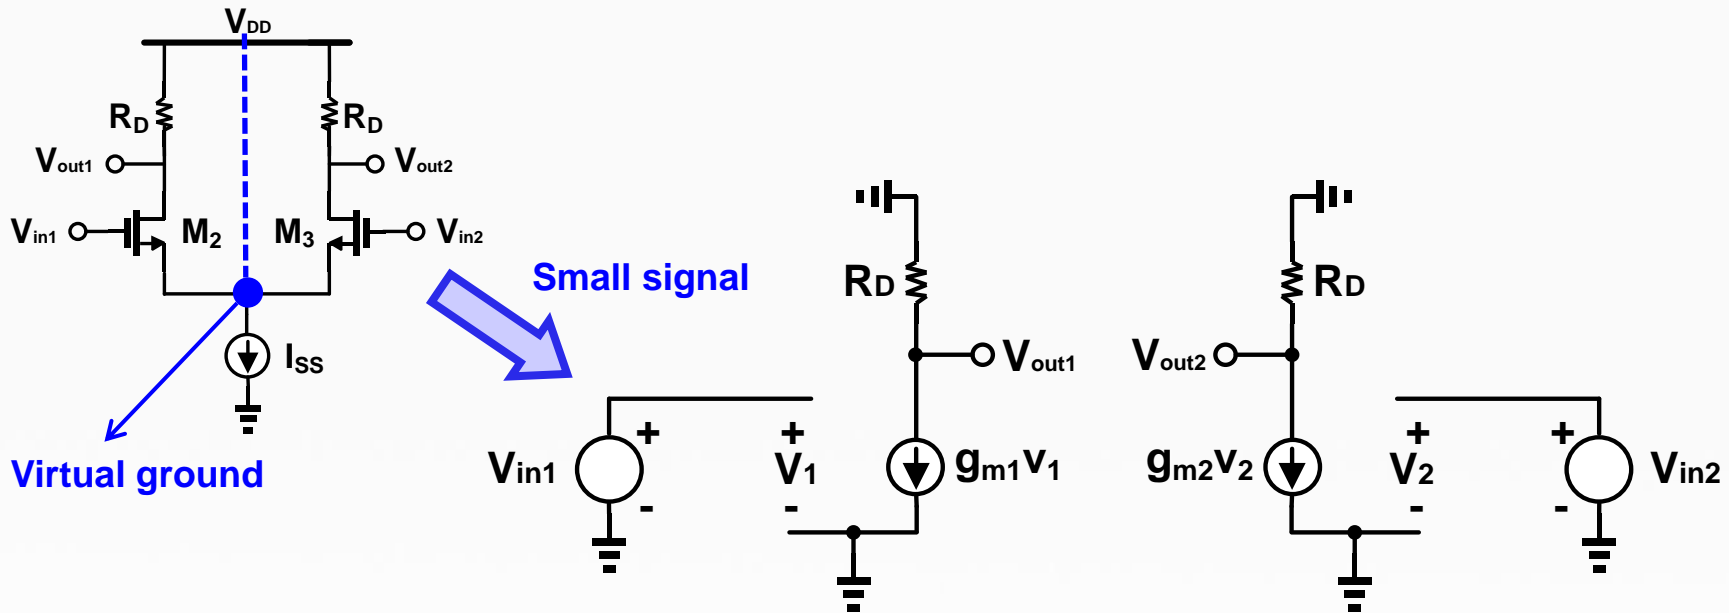 VDD
RD
RD
Vout1
Vout2
Vin1
M2
M3
Vin2
ISS
Virtual ground
Small signal
RD
RD
Vout1
Vout2
Vin1
+
-
+
V1
-
gm1v1
gm2v2
+
V2
-
+
-
Vin2